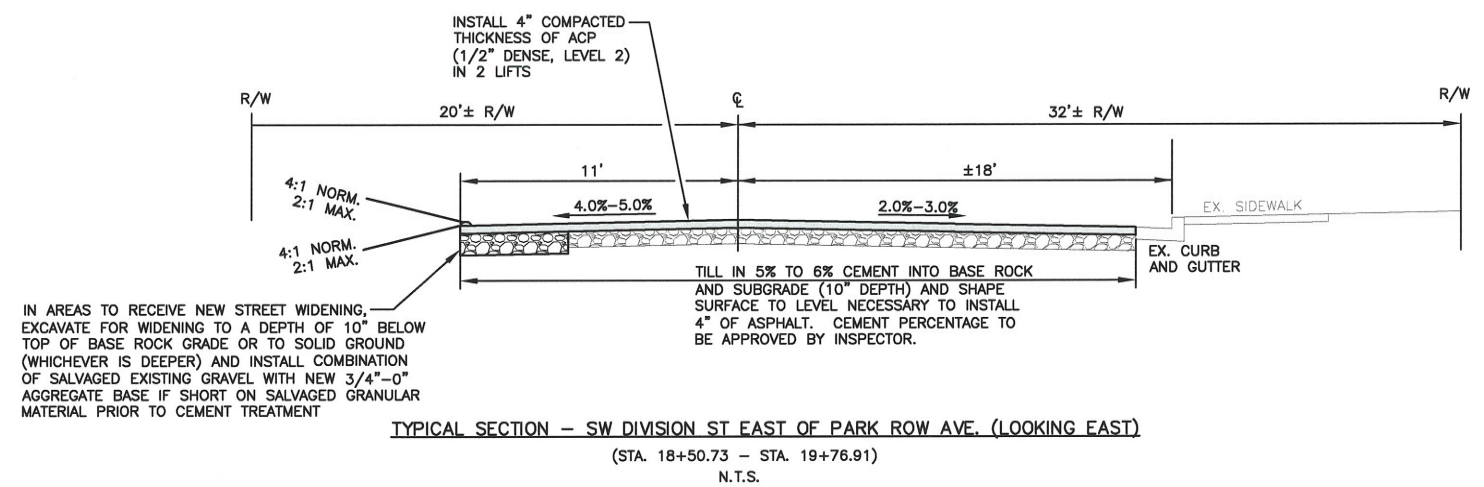 INSTALL 4" COMPACTED
THICKNESS OF ACP
(1/2" DENSE, LEVEL 2)
IN 2 LIFTS
R/W
℄
R/W
20'± R/W
32'± R/W
11'
±18'
4:1 NORM.
2:1 MAX.
4.0%-5.0%
2.0%-3.0%
EX. SIDEWALK
4:1 NORM.
2:1 MAX.
EX. CURB
AND GUTTER
TILL IN 5% TO 6% CEMENT INTO BASE ROCK
AND SUBGRADE (10" DEPTH) AND SHAPE
SURFACE TO LEVEL NECESSARY TO INSTALL
4" OF ASPHALT. CEMENT PERCENTAGE TO
BE APPROVED BY INSPECTOR.
IN AREAS TO RECEIVE NEW STREET WIDENING,
EXCAVATE FOR WIDENING TO A DEPTH OF 10" BELOW
TOP OF BASE ROCK GRADE OR TO SOLID GROUND
(WHICHEVER IS DEEPER) AND INSTALL COMBINATION
OF SALVAGED EXISTING GRAVEL WITH NEW 3/4"-0"
AGGREGATE BASE IF SHORT ON SALVAGED GRANULAR
MATERIAL PRIOR TO CEMENT TREATMENT
TYPICAL SECTION - SW DIVISION ST EAST OF PARK ROW AVE. (LOOKING EAST)
(STA. 18+50.73 - STA. 19+76.91)
N.T.S.